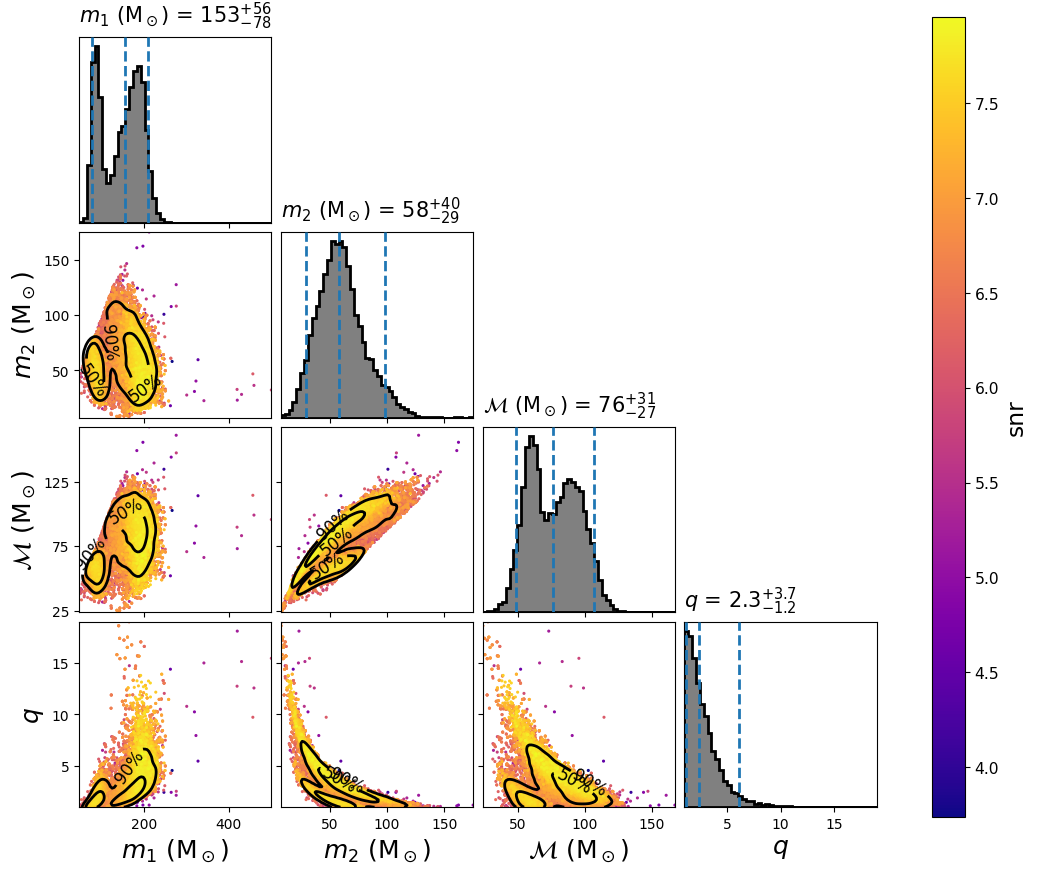 m₁ (M⊙) = 153⁺⁵⁶₋₇₈
m₂ (M⊙) = 58⁺⁴⁰₋₂₉
ℳ (M⊙) = 76⁺³¹₋₂₇
q = 2.3⁺³·⁷₋₁.₂
m₂ (M⊙)
150
100
50
90%
50%
50%
ℳ (M⊙)
125
75
25
50%
90%
90%
50%
50%
q
15
10
5
90%
50%
90%
50%
90%
200 400
m₁ (M⊙)
50 100 150
m₂ (M⊙)
50 100 150
ℳ (M⊙)
5 10 15
q
7.5
7.0
6.5
6.0
5.5
5.0
4.5
4.0
snr